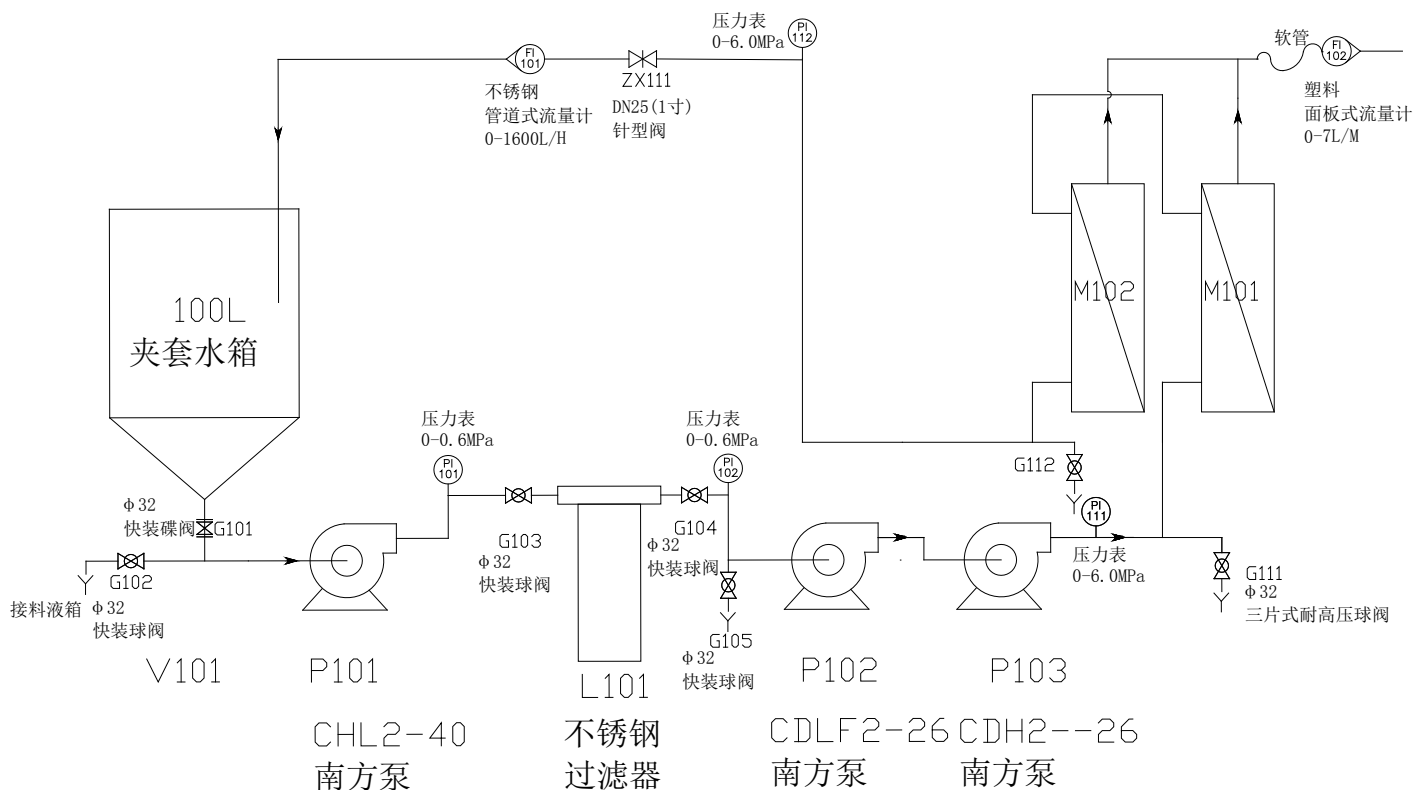 压力表
0-6.0MPa
PI
112
软管
FI
102
FI
101
ZX111
不锈钢
管道式流量计
0-1600L/H
DN25(1寸)
针型阀
塑料
面板式流量计
0-7L/M
100L
夹套水箱
M102
M101
压力表
0-0.6MPa
PI
101
压力表
0-0.6MPa
PI
102
G112
φ32
快装碟阀
G101
G103
φ32
快装球阀
G104
φ32
快装球阀
PI
111
压力表
0-6.0MPa
G102
接料液箱
φ32
快装球阀
G105
φ32
快装球阀
G111
φ32
三片式耐高压球阀
V101
P101
L101
P102
P103
CHL2-40
南方泵
不锈钢
过滤器
CDLF2-26
南方泵
CDH2--26
南方泵